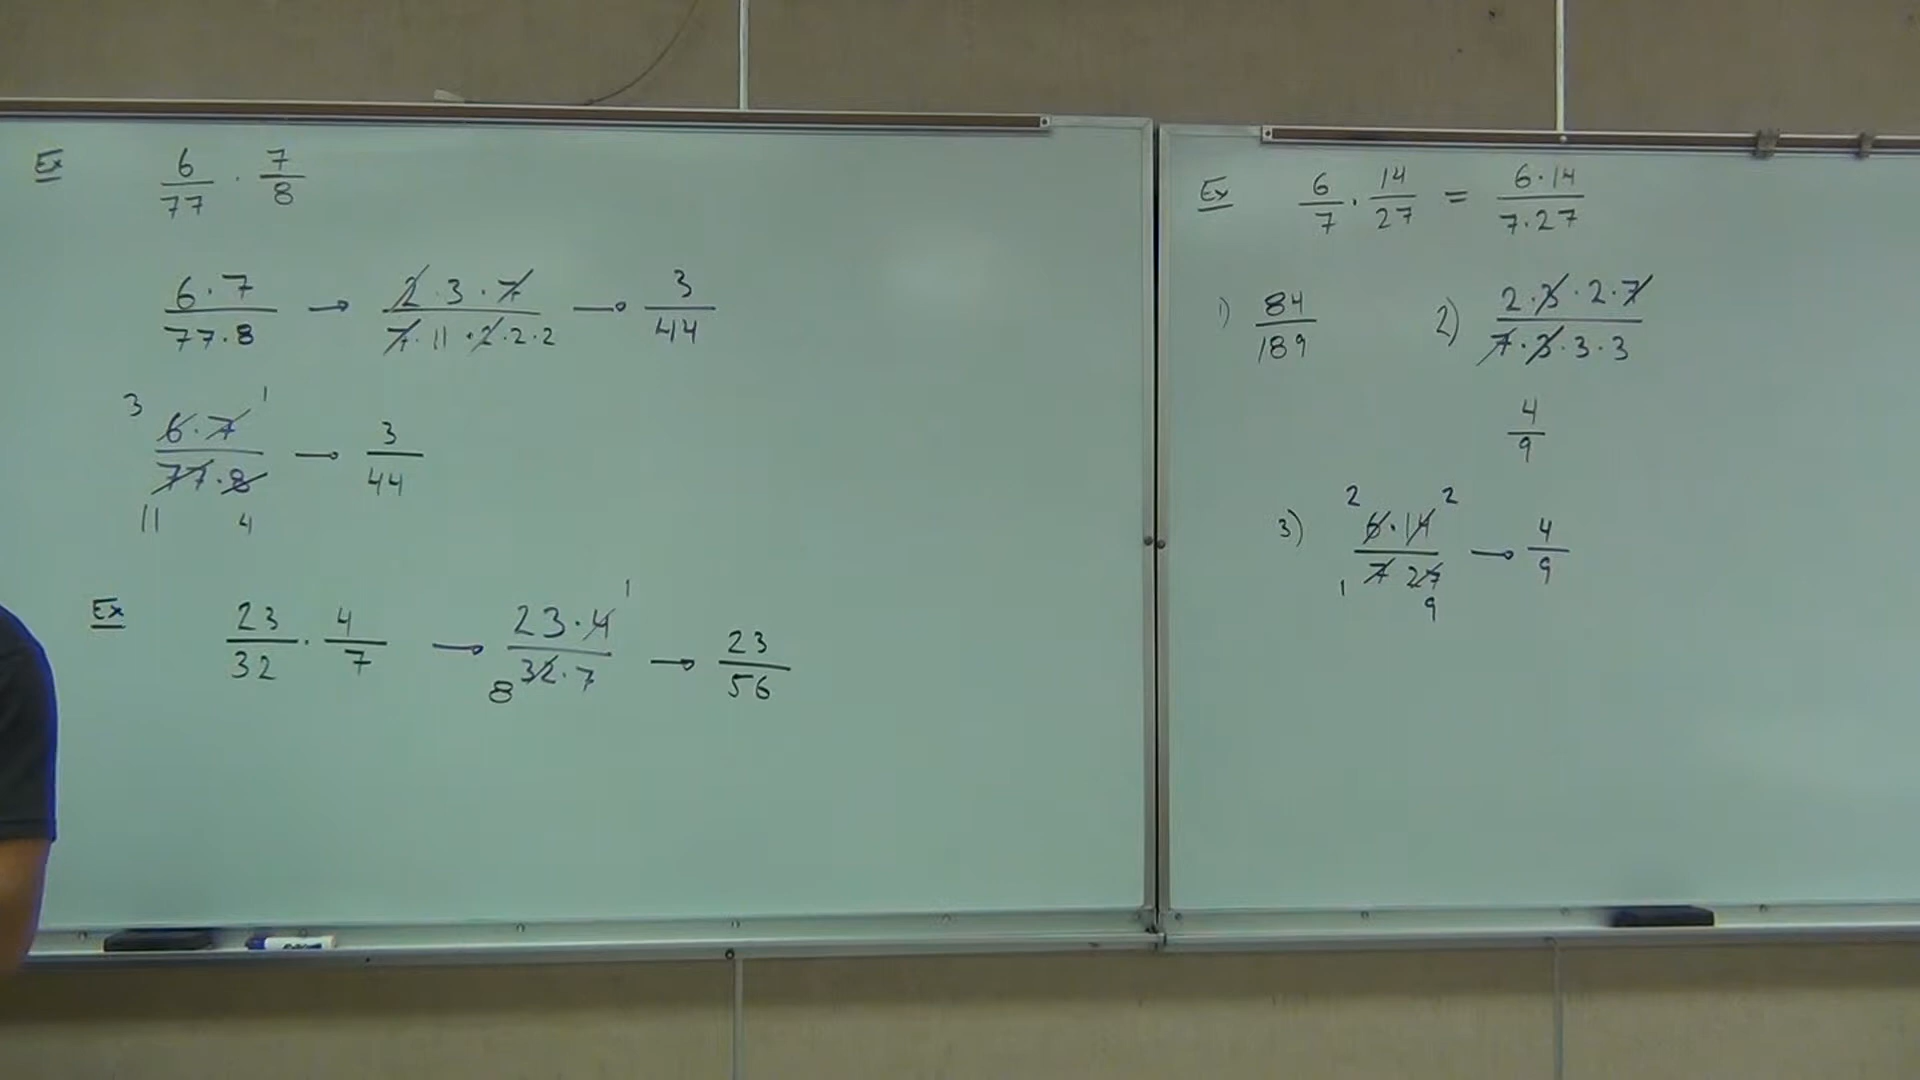 Ex 6/77 · 7/8
6·7/77·8 → 2·3·7/7·11·2·2·2 → 3/44
3 1
6·7/77·8 → 3/44
11 4
Ex 23/32 · 4/7 → 23·4/32·7 → 23/56
1
8
Ex 6/7 · 14/27 = 6·14/7·27
1) 84/189 2) 2·3·2·7/7·3·3·3
4/9
2 2
3) 6·14/7 27 → 4/9
1 9